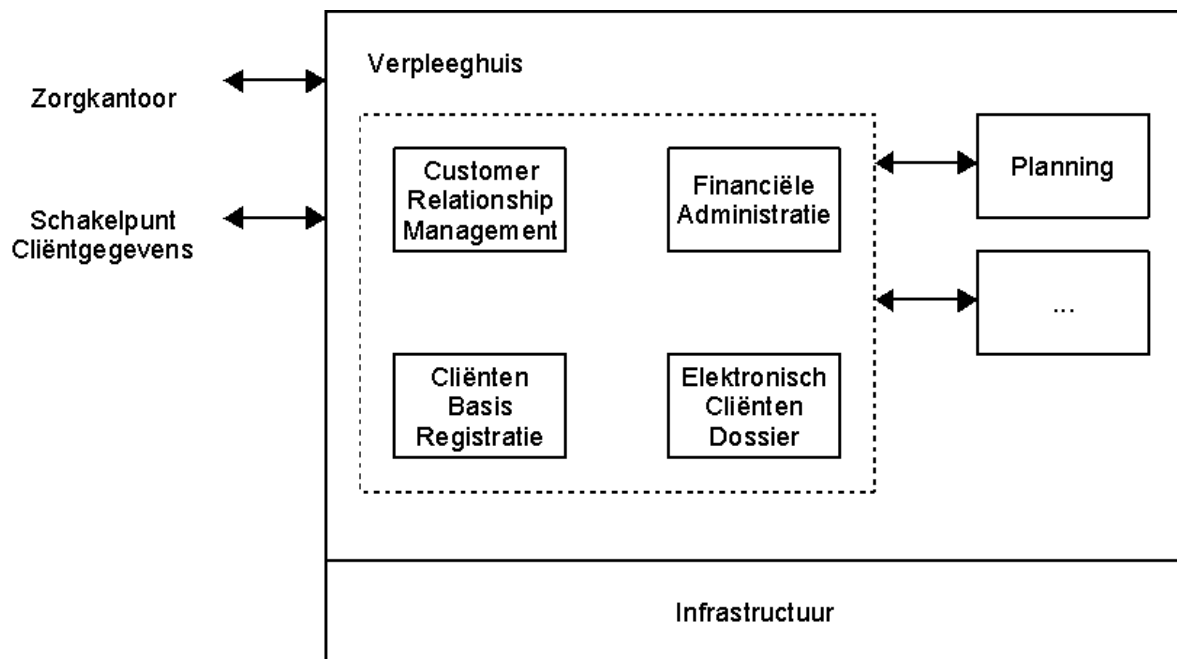 Verpleeghuis
Zorgkantoor
Schakelpunt
Cliëntgegevens
Customer
Relationship
Management
Financiële
Administratie
Planning
...
Cliënten
Basis
Registratie
Elektronisch
Cliënten
Dossier
Infrastructuur